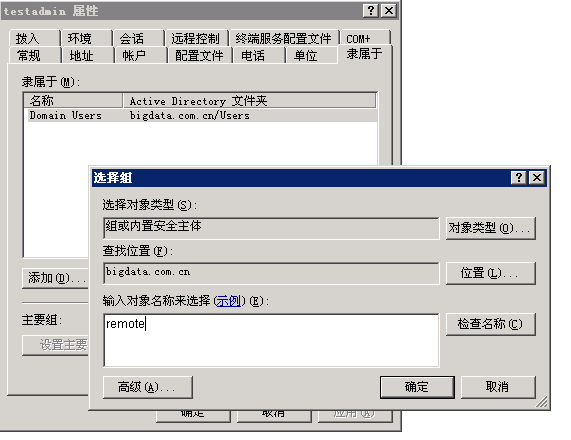 testadmin 属性
拨入 环境 会话 远程控制 终端服务配置文件 COM+
常规 地址 帐户 配置文件 电话 单位 隶属于
隶属于(M):
名称 Active Directory 文件夹
Domain Users bigdata.com.cn/Users
选择组
选择对象类型(S):
组或内置安全主体
对象类型(O)...
查找位置(F):
bigdata.com.cn
位置(L)...
添加(D)...
输入对象名称来选择(示例)(E):
remote
检查名称(C)
主要组:
设置主要
高级(A)...
确定
取消
确定 取消 应用(A)